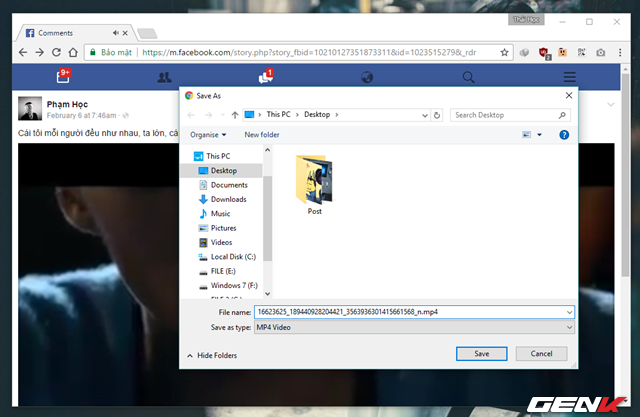 Thái Học
Comments
Bảo mật
https://m.facebook.com/story.php?story_fbid=10210127351873311&id=1023515279&_rdr
2
9+
1
Phạm Học
February 6 at 7:46am
Cái tôi mỗi người đều như nhau, ta lớn, cá
Save As
This PC
Desktop
Search Desktop
Organise
New folder
This PC
Desktop
Documents
Downloads
Music
Pictures
Videos
Local Disk (C:)
FILE (E:)
Windows 7 (F:)
Post
File name:
16623625_189440928204421_3563936301415661568_n.mp4
Save as type:
MP4 Video
Hide Folders
Save
Cancel
GENK